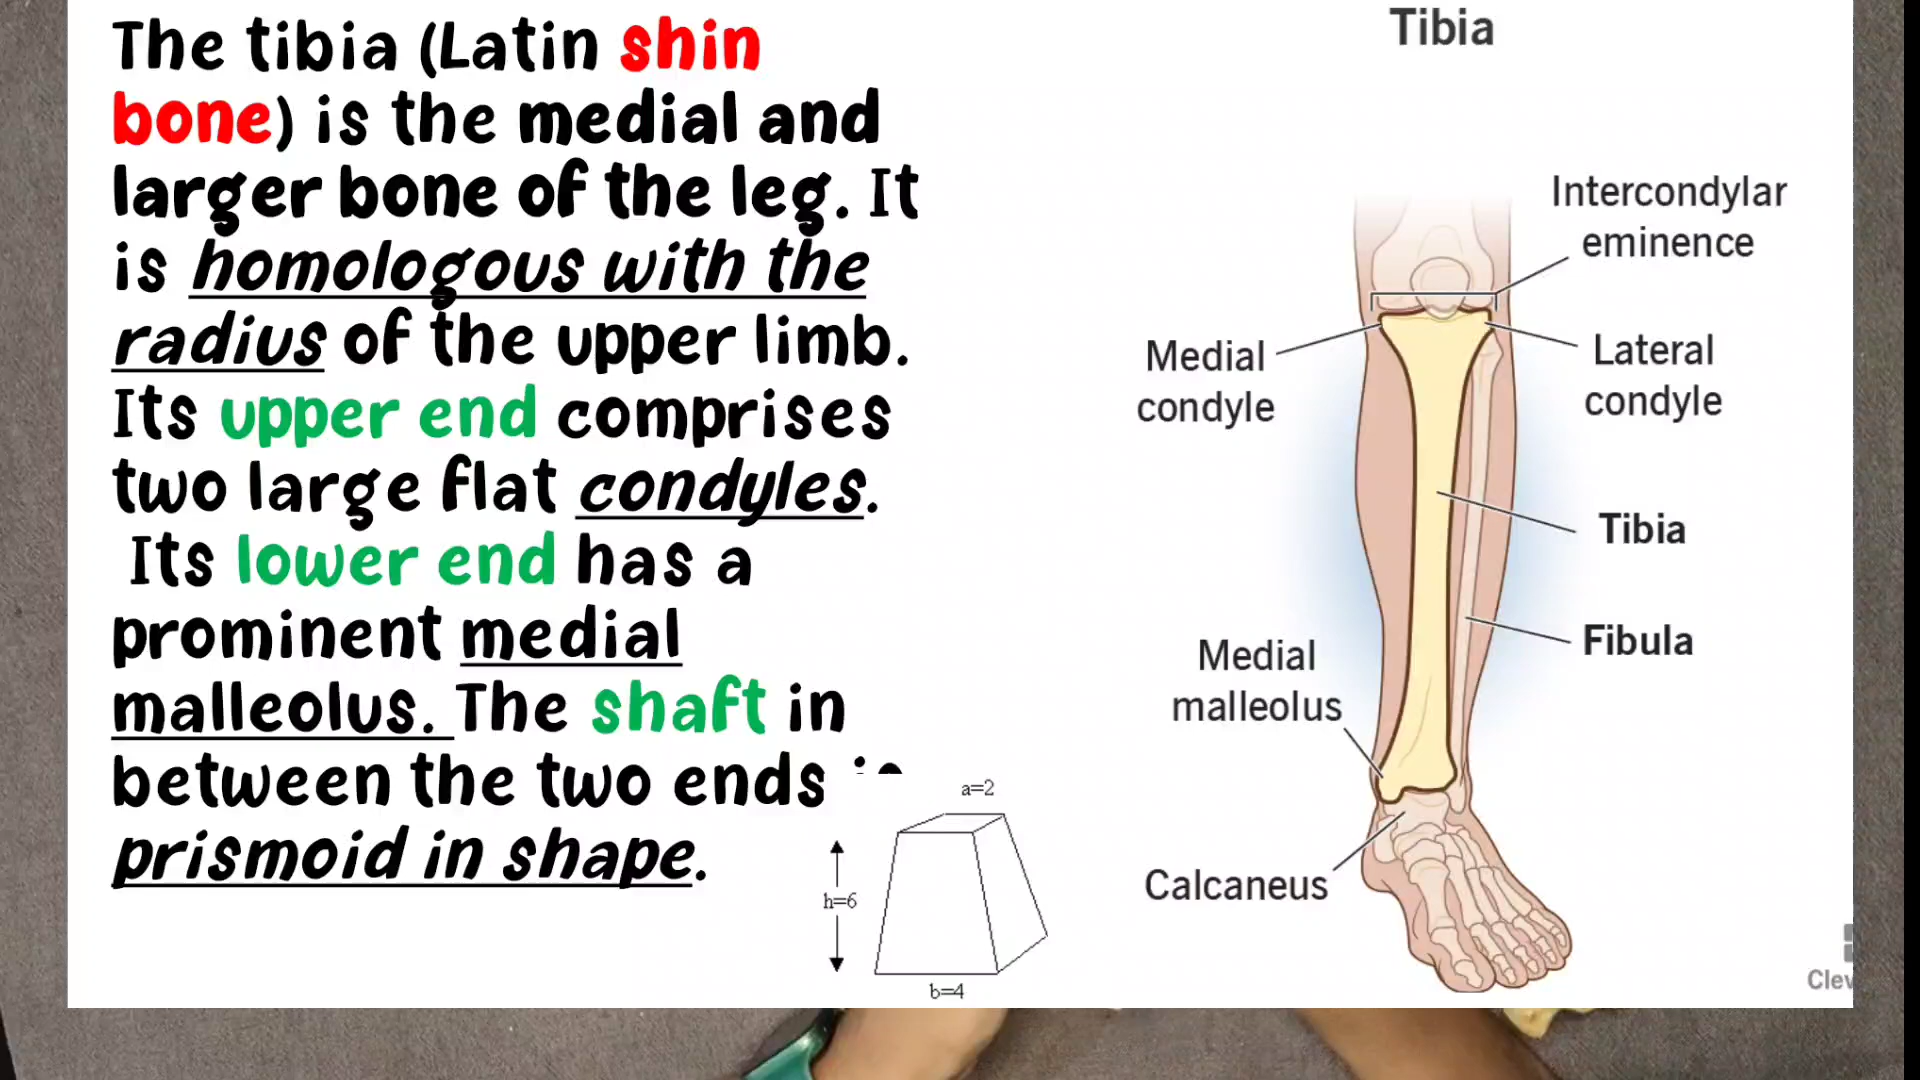 The tibia (Latin shin
bone) is the medial and
larger bone of the leg. It
is homologous with the
radius of the upper limb.
Its upper end comprises
two large flat condyles.
Its lower end has a
prominent medial
malleolus. The shaft in
between the two ends is
prismoid in shape.
a=2
h=6
b=4
Tibia
Intercondylar
eminence
Medial
condyle
Lateral
condyle
Tibia
Fibula
Medial
malleolus
Calcaneus
Clev